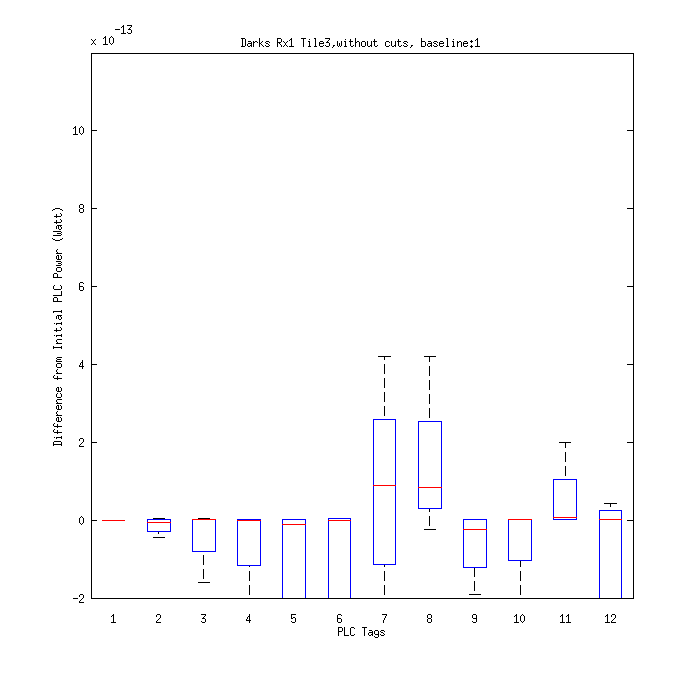 x 10-13
Darks Rx1 Tile3,without cuts, baseline:1
10
8
6
4
2
0
-2
Difference from Initial PLC Power (Watt)
1 2 3 4 5 6 7 8 9 10 11 12
PLC Tags